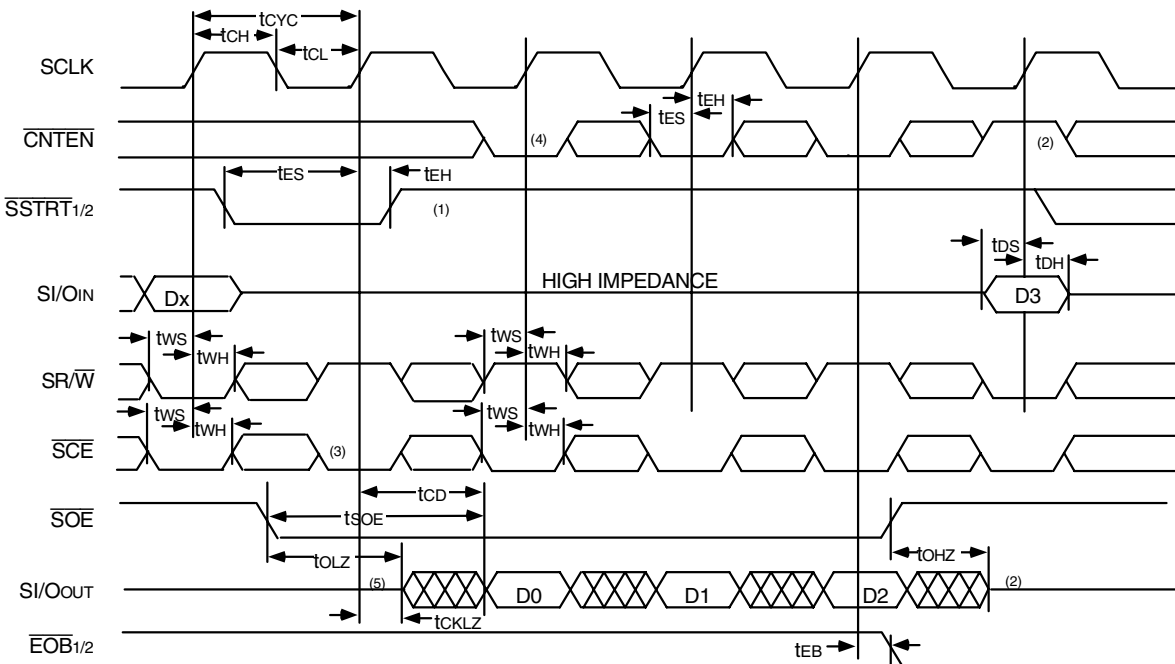 tCYC
tCH
tCL
SCLK
tEH
tES
CNTEN
(4)
(2)
tES
tEH
SSTRT1/2
(1)
tDS
tDH
HIGH IMPEDANCE
SI/OIN
Dx
D3
tWS
tWS
tWH
tWH
SR/W
tWS
tWS
tWH
tWH
SCE
(3)
tCD
SOE
tSOE
tOLZ
tOHZ
SI/OOUT
(5)
D0
D1
D2
(2)
tCKLZ
EOB1/2
tEB